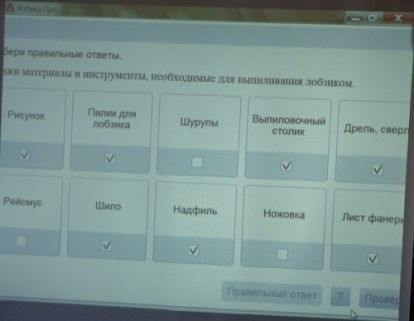 Азбука Про
бери правильные ответы.
жи материалы и инструменты, необходимые для выпиливания лобзиком.
Рисунок
Пилки для
лобзика
Шурупы
Выпиловочный
столик
Дрель, сверл
Рейсмус
Шило
Надфиль
Ножовка
Лист фанеры
Правильный ответ
?
Провер